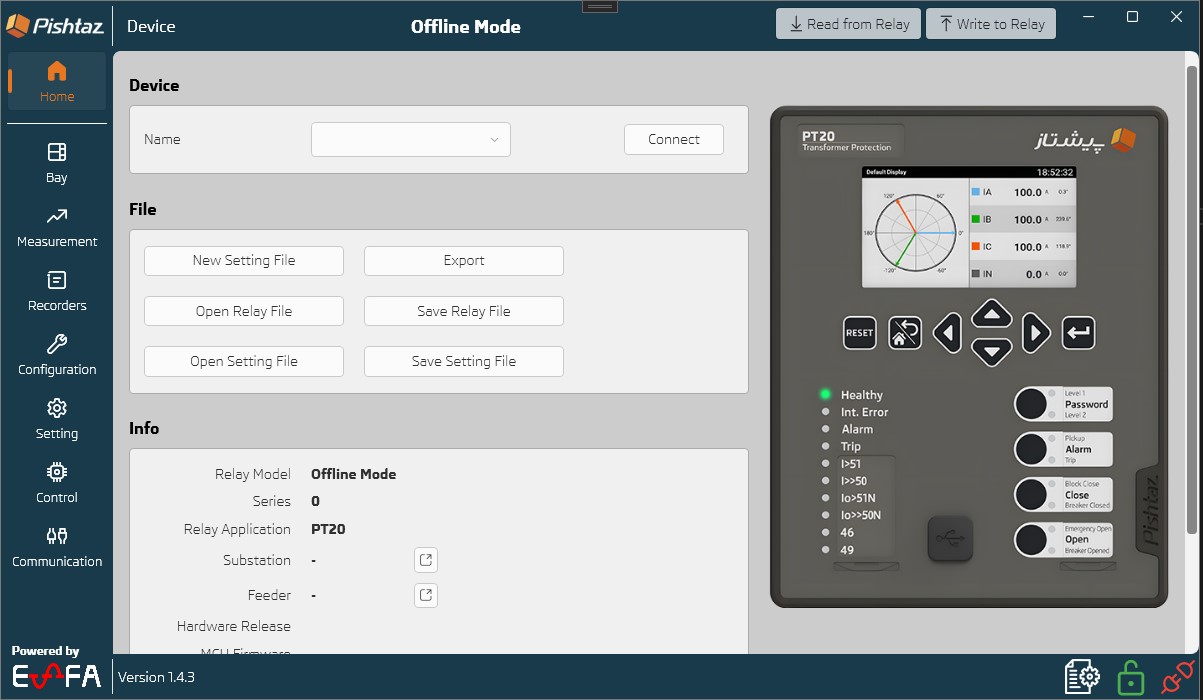 Pishtaz
Device
Offline Mode
Read from Relay
Write to Relay
Home
Bay
Measurement
Recorders
Configuration
Setting
Control
Communication
Powered by
EAFA
Version 1.4.3
Device
Name
Connect
File
New Setting File
Export
Open Relay File
Save Relay File
Open Setting File
Save Setting File
Info
Relay Model Offline Mode
Series 0
Relay Application PT20
Substation -
Feeder -
Hardware Release
MCU Firmware
PT20
Transformer Protection
پیشتاز
Default Display 18:52:32
120° 60°
180° 0°
-120° -60°
IA 100.0 A 0.3°
IB 100.0 A 239.6°
IC 100.0 A 118.9°
IN 0.0 A 0.0°
RESET
Healthy
Int. Error
Alarm
Trip
I>51
I>>50
Io>51N
Io>>50N
46
49
Level 1
Password
Level 2
Pickup
Alarm
Trip
Block Close
Close
Breaker Closed
Emergency Open
Open
Breaker Opened
Pishtaz